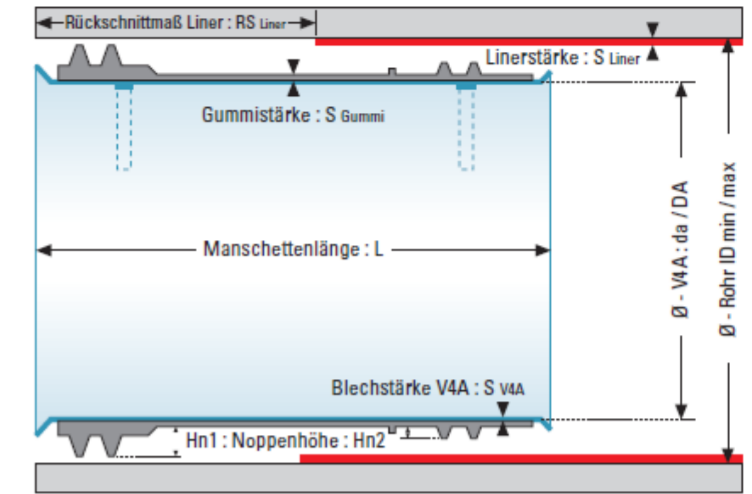 Rückschnittmaß Liner : RS Liner
Linerstärke : S Liner
Gummistärke : S Gummi
Manschettenlänge : L
Ø - V4A : da / DA
Ø - Rohr ID min / max
Blechstärke V4A : S V4A
Hn1 : Noppenhöhe : Hn2